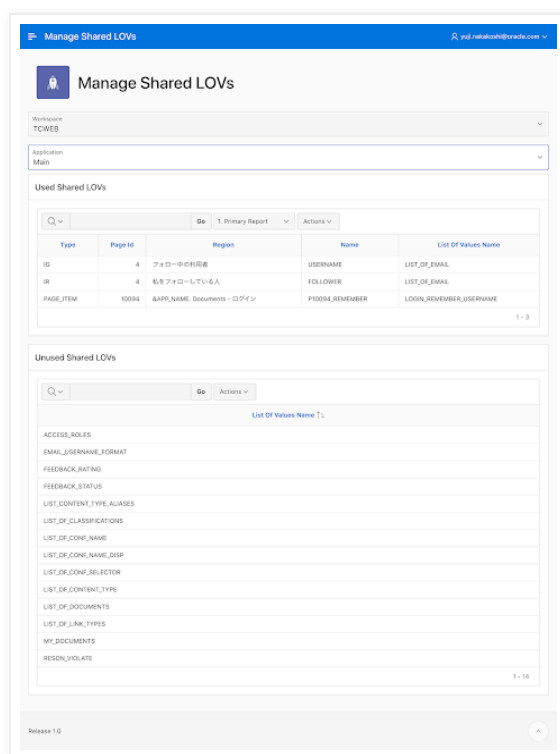 Manage Shared LOVs yuji.nakakoshi@oracle.com
Manage Shared LOVs
Workspace
TCWEB
Application
Main
Used Shared LOVs
Go 1. Primary Report Actions
Type Page Id Region Name List Of Values Name
IG 4 フォロー中の利用者 USERNAME LIST_OF_EMAIL
IR 4 私をフォローしている人 FOLLOWER LIST_OF_EMAIL
PAGE_ITEM 10094 &APP_NAME. Documents - ログイン P10094_REMEMBER LOGIN_REMEMBER_USERNAME
1 - 3
Unused Shared LOVs
Go Actions
List Of Values Name
ACCESS_ROLES
EMAIL_USERNAME_FORMAT
FEEDBACK_RATING
FEEDBACK_STATUS
LIST_CONTENT_TYPE_ALIASES
LIST_OF_CLASSIFICATIONS
LIST_OF_CONF_NAME
LIST_OF_CONF_NAME_DISP
LIST_OF_CONF_SELECTOR
LIST_OF_CONTENT_TYPE
LIST_OF_DOCUMENTS
LIST_OF_LINK_TYPES
MY_DOCUMENTS
RESON_VIOLATE
1 - 14
Release 1.0